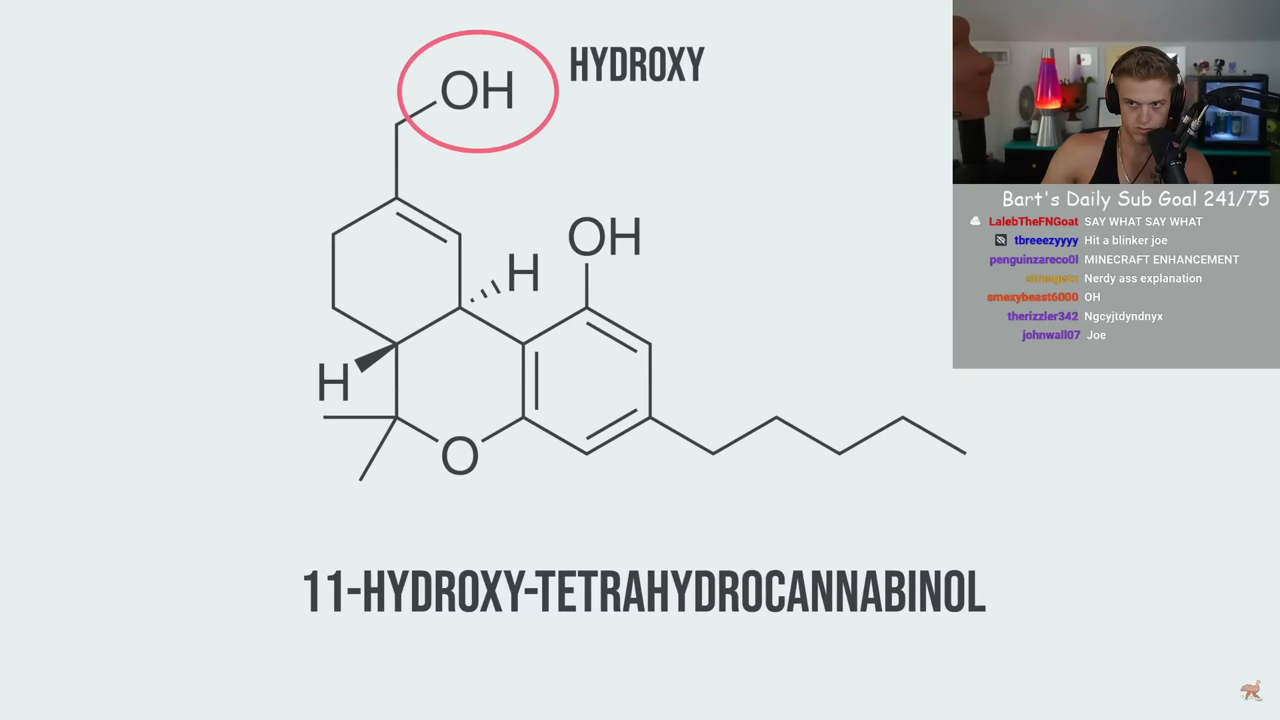 OH
HYDROXY
OH
H
H
O
11-HYDROXY-TETRAHYDROCANNABINOL
Bart's Daily Sub Goal 241/75
LalebTheFNGoat SAY WHAT SAY WHAT
tbreeezyyyy Hit a blinker joe
penguinzareco0l MINECRAFT ENHANCEMENT
Nerdy ass explanation
smexybeast6000 OH
therizzler342 Ngcyjtdyndnyx
johnwall07 Joe